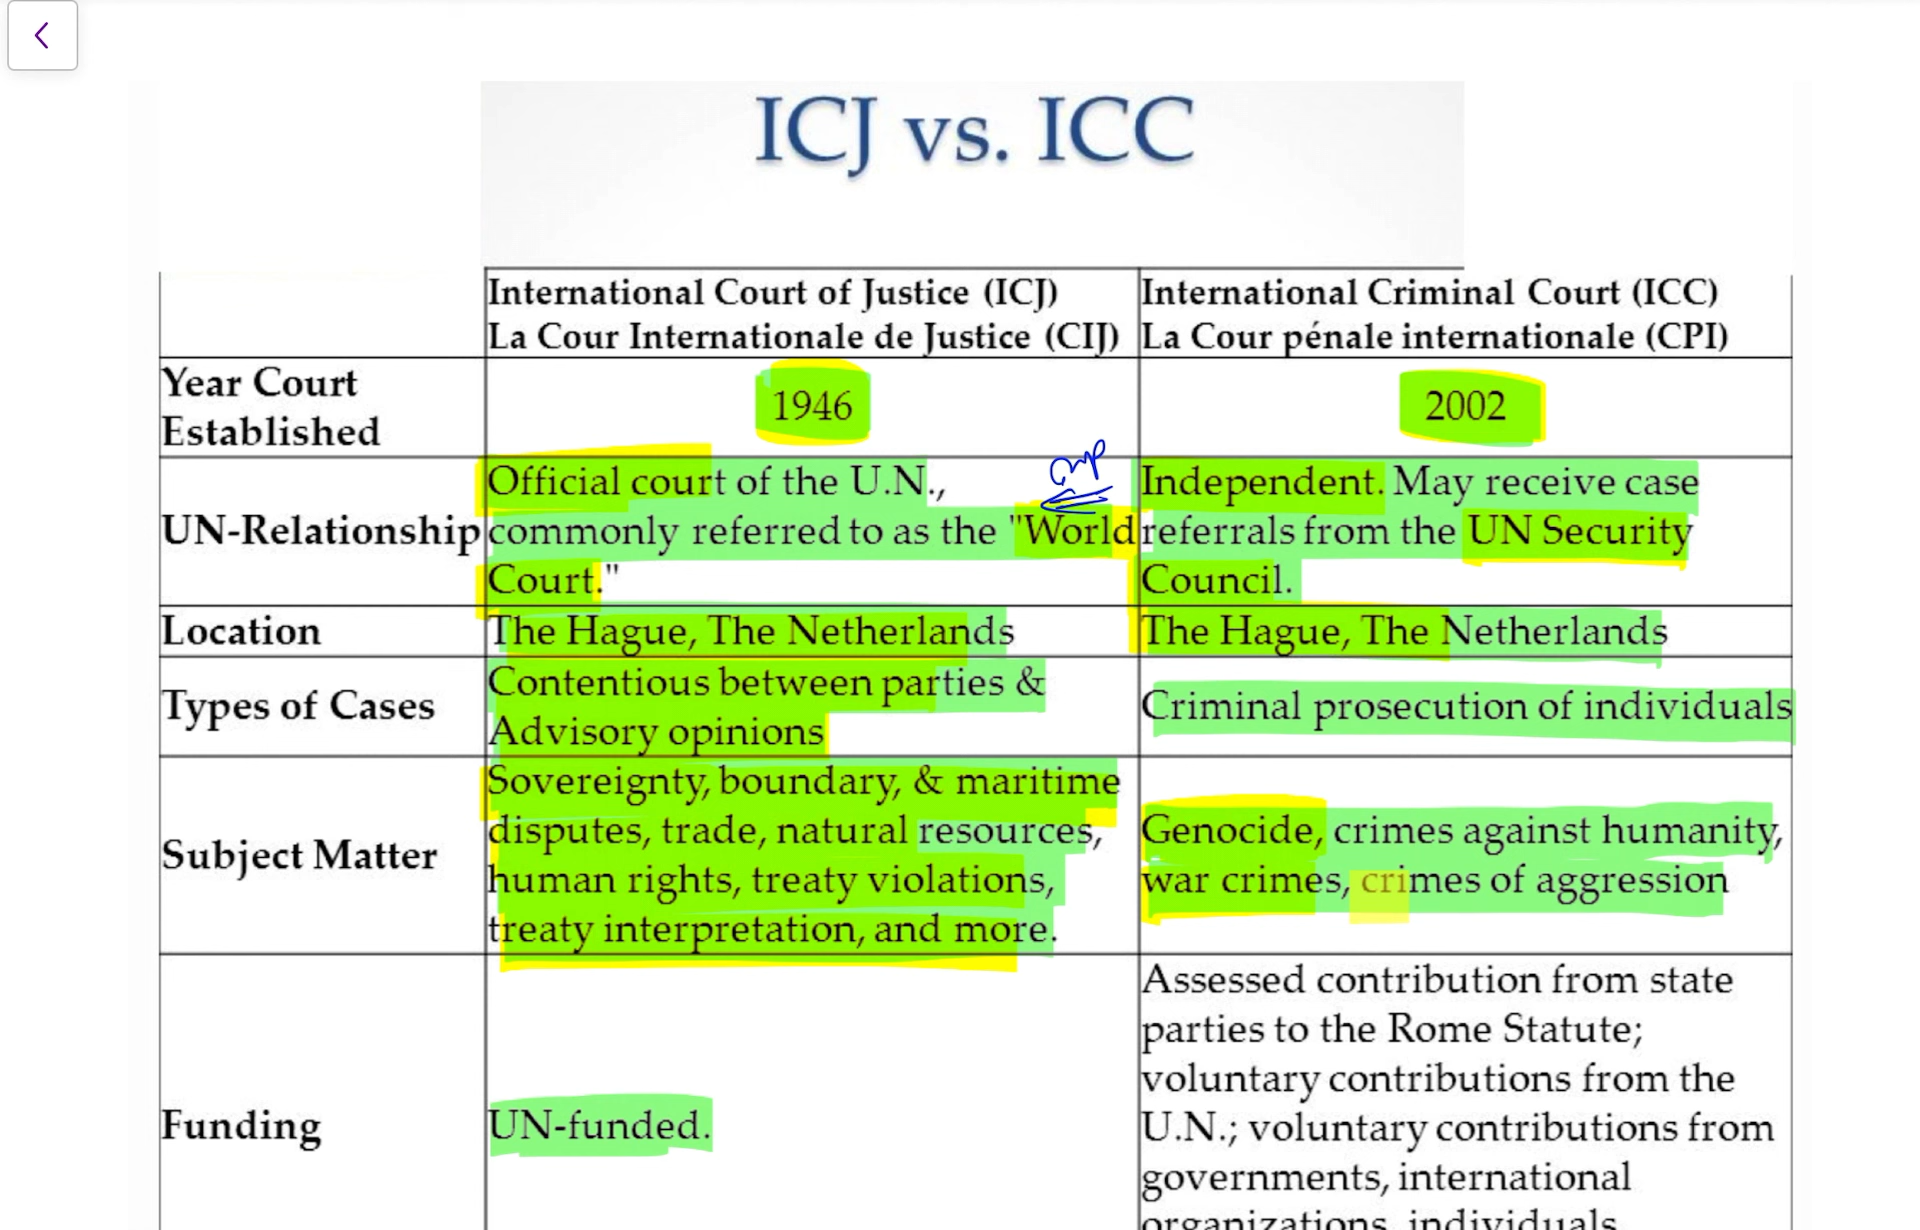 ICJ vs. ICC
International Court of Justice (ICJ)
La Cour Internationale de Justice (CIJ)
International Criminal Court (ICC)
La Cour pénale internationale (CPI)
Year Court
Established
1946
2002
UN-Relationship
Official court of the U.N.,
commonly referred to as the "World
Court."
imp
Independent. May receive case
referrals from the UN Security
Council.
Location
The Hague, The Netherlands
The Hague, The Netherlands
Types of Cases
Contentious between parties &
Advisory opinions
Criminal prosecution of individuals
Subject Matter
Sovereignty, boundary, & maritime
disputes, trade, natural resources,
human rights, treaty violations,
treaty interpretation, and more.
Genocide, crimes against humanity,
war crimes, crimes of aggression
Funding
UN-funded.
Assessed contribution from state
parties to the Rome Statute;
voluntary contributions from the
U.N.; voluntary contributions from
governments, international
organizations, individuals